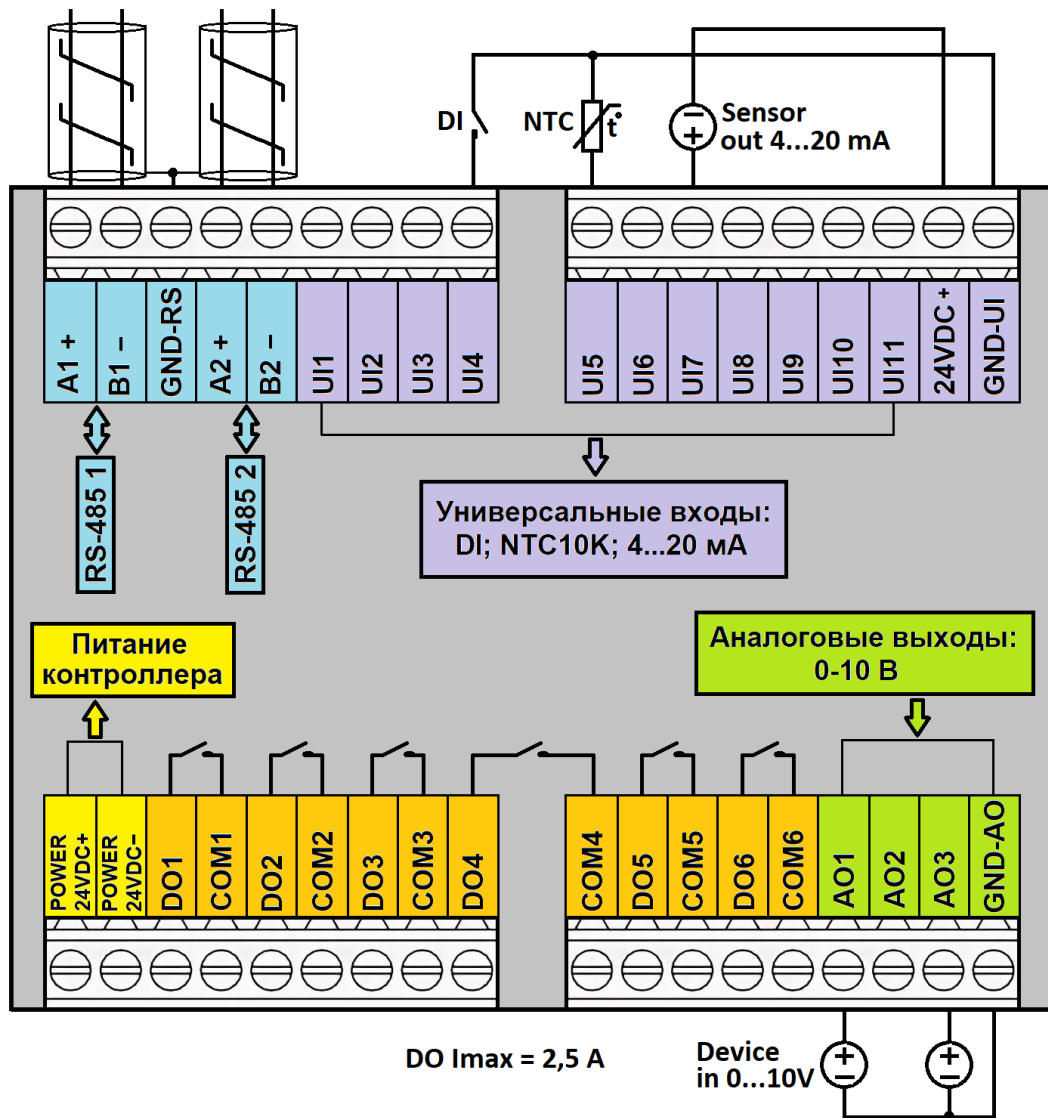 DI
NTC
t°
Sensor
out 4...20 mA
A1 +
B1 −
GND-RS
A2 +
B2 −
UI1
UI2
UI3
UI4
UI5
UI6
UI7
UI8
UI9
UI10
UI11
24VDC+
GND-UI
RS-485 1
RS-485 2
Универсальные входы:
DI; NTC10K; 4...20 мА
Питание
контроллера
Аналоговые выходы:
0-10 В
POWER
24VDC+
POWER
24VDC−
DO1
COM1
DO2
COM2
DO3
COM3
DO4
COM4
DO5
COM5
DO6
COM6
AO1
AO2
AO3
GND-AO
DO Imax = 2,5 A
Device
in 0...10V